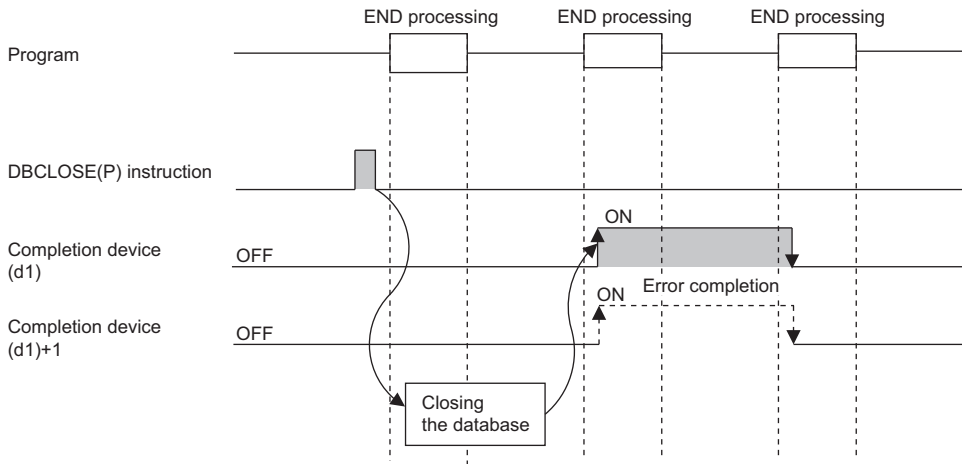 END processing
END processing
END processing
Program
DBCLOSE(P) instruction
ON
Completion device
(d1)
OFF
Error completion
ON
Completion device
(d1)+1
OFF
Closing
the database